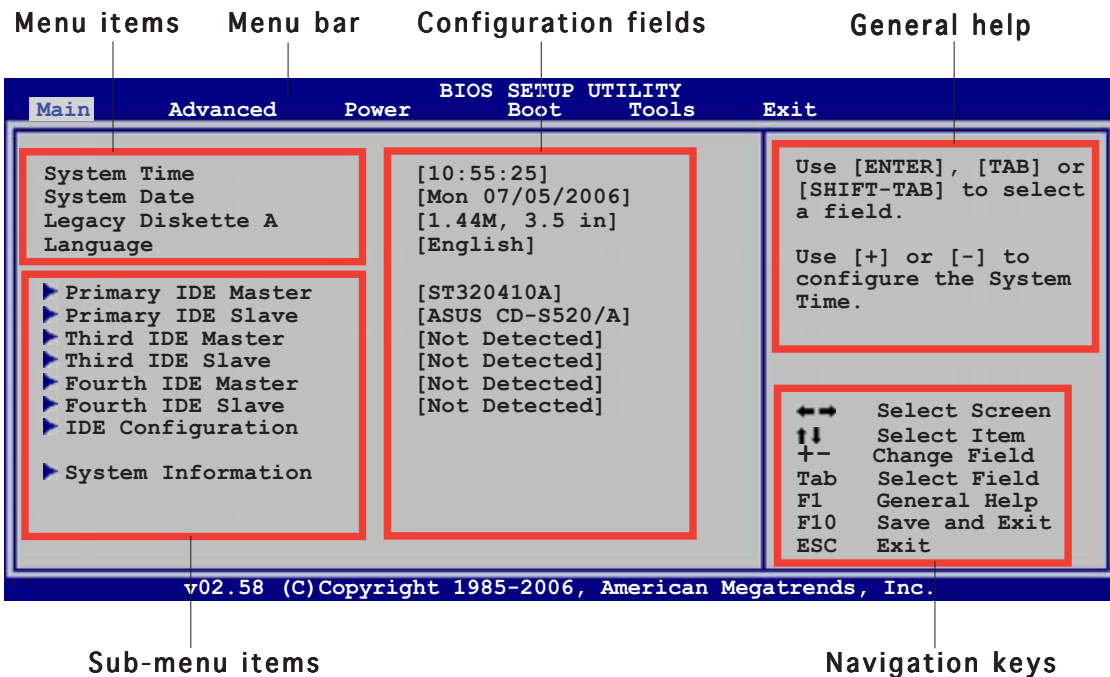 Menu items Menu bar Configuration fields General help
BIOS SETUP UTILITY
Main Advanced Power Boot Tools Exit
System Time [10:55:25]
System Date [Mon 07/05/2006]
Legacy Diskette A [1.44M, 3.5 in]
Language [English]
Primary IDE Master [ST320410A]
Primary IDE Slave [ASUS CD-S520/A]
Third IDE Master [Not Detected]
Third IDE Slave [Not Detected]
Fourth IDE Master [Not Detected]
Fourth IDE Slave [Not Detected]
IDE Configuration
System Information
Use [ENTER], [TAB] or
[SHIFT-TAB] to select
a field.
Use [+] or [-] to
configure the System
Time.
←→ Select Screen
↑↓ Select Item
+- Change Field
Tab Select Field
F1 General Help
F10 Save and Exit
ESC Exit
v02.58 (C)Copyright 1985-2006, American Megatrends, Inc.
Sub-menu items Navigation keys